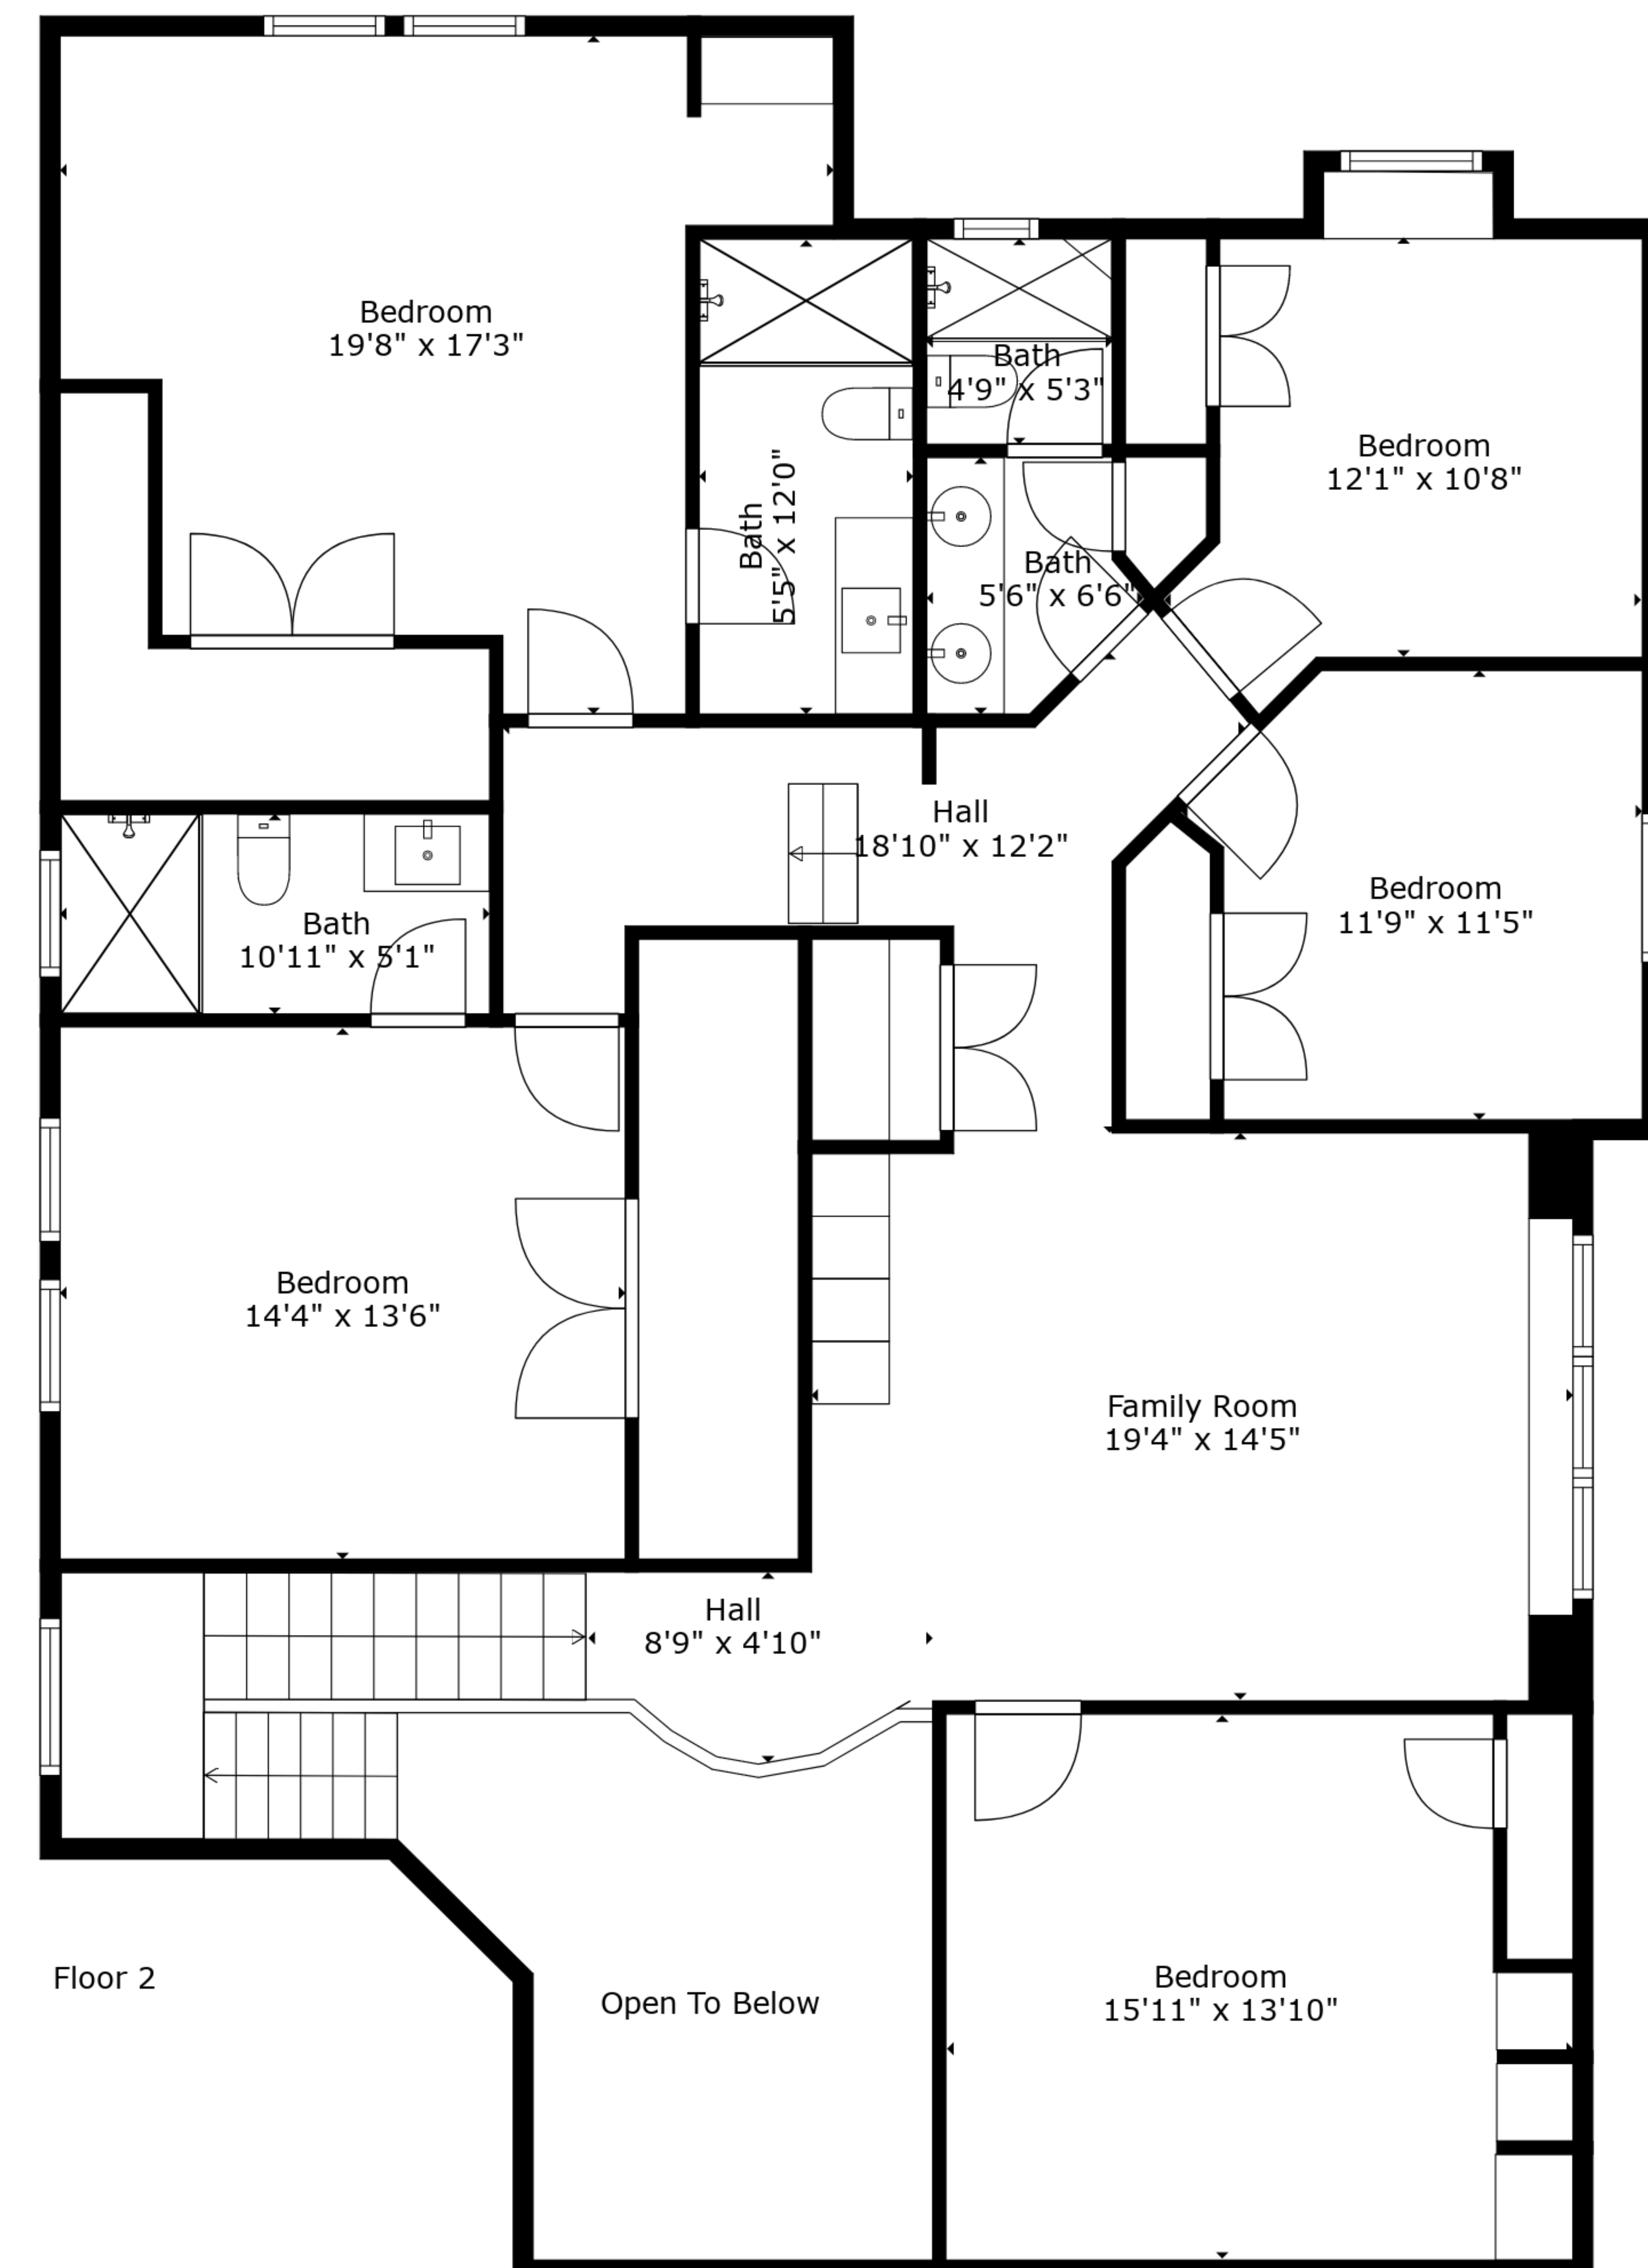 Bedroom
19'8" x 17'3"
Bath
4'9" x 5'3"
Bedroom
12'1" x 10'8"
Bath
5'5" x 12'0"
Bath
5'6" x 6'6"
Hall
18'10" x 12'2"
Bedroom
11'9" x 11'5"
Bath
10'11" x 5'1"
Bedroom
14'4" x 13'6"
Family Room
19'4" x 14'5"
Hall
8'9" x 4'10"
Floor 2
Open To Below
Bedroom
15'11" x 13'10"